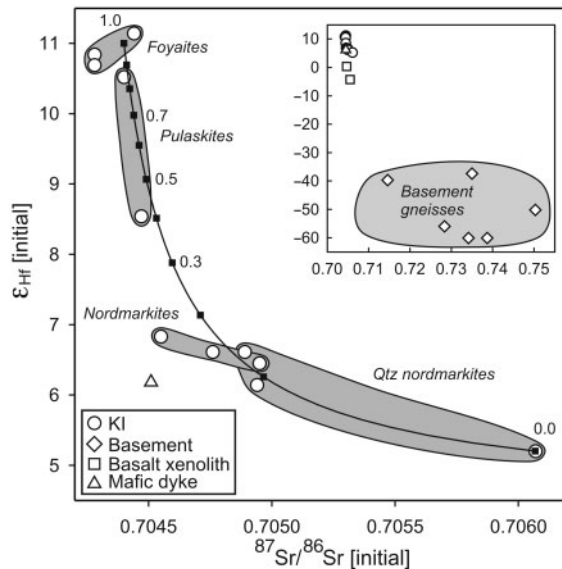 1.0
Foyaites
11
10
9
8
7
6
5
0.7
Pulaskites
0.5
0.3
Nordmarkites
Qtz nordmarkites
0.0
εHf [initial]
KI
Basement
Basalt xenolith
Mafic dyke
0.7045 0.7050 0.7055 0.7060
87Sr/86Sr [initial]
10
0
−10
−20
−30
−40
−50
−60
Basement
gneisses
0.70 0.71 0.72 0.73 0.74 0.75